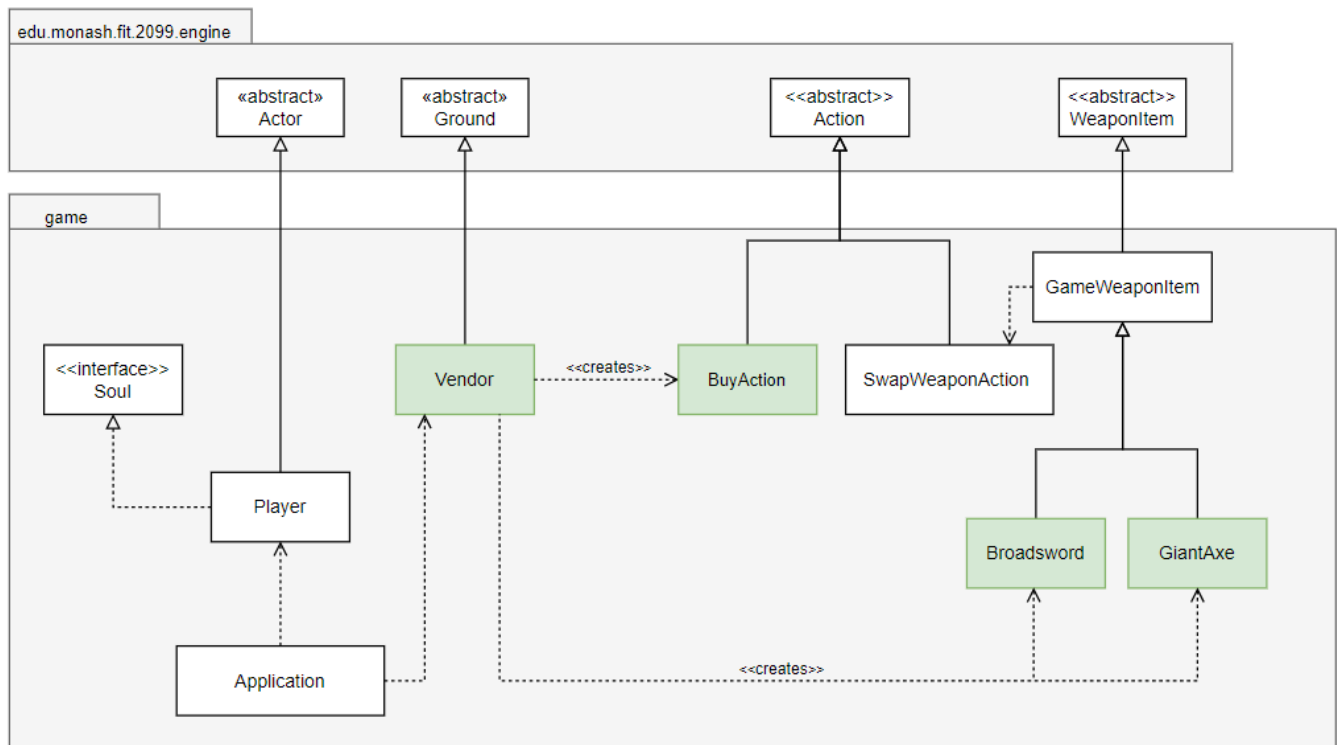 edu.monash.fit.2099.engine
«abstract»
Actor
«abstract»
Ground
<<abstract>>
Action
<<abstract>>
WeaponItem
game
GameWeaponItem
<<interface>>
Soul
Vendor
<<creates>>
BuyAction
SwapWeaponAction
Player
Broadsword
GiantAxe
Application
<<creates>>